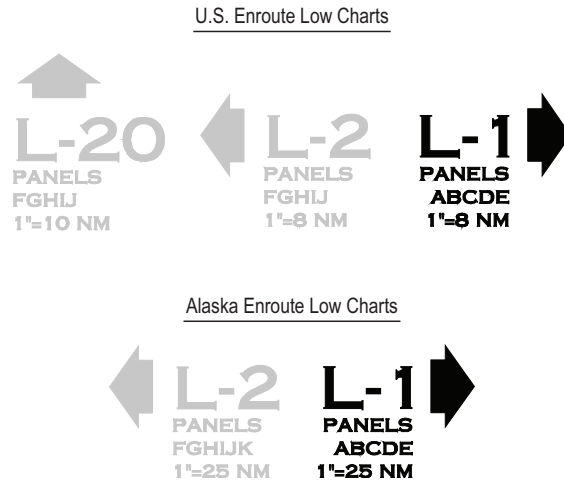 U.S. Enroute Low Charts
L-20
PANELS
FGHIJ
1"=10 NM
L-2
PANELS
FGHIJ
1"=8 NM
L-1
PANELS
ABCDE
1"=8 NM
Alaska Enroute Low Charts
L-2
PANELS
FGHIJK
1"=25 NM
L-1
PANELS
ABCDE
1"=25 NM